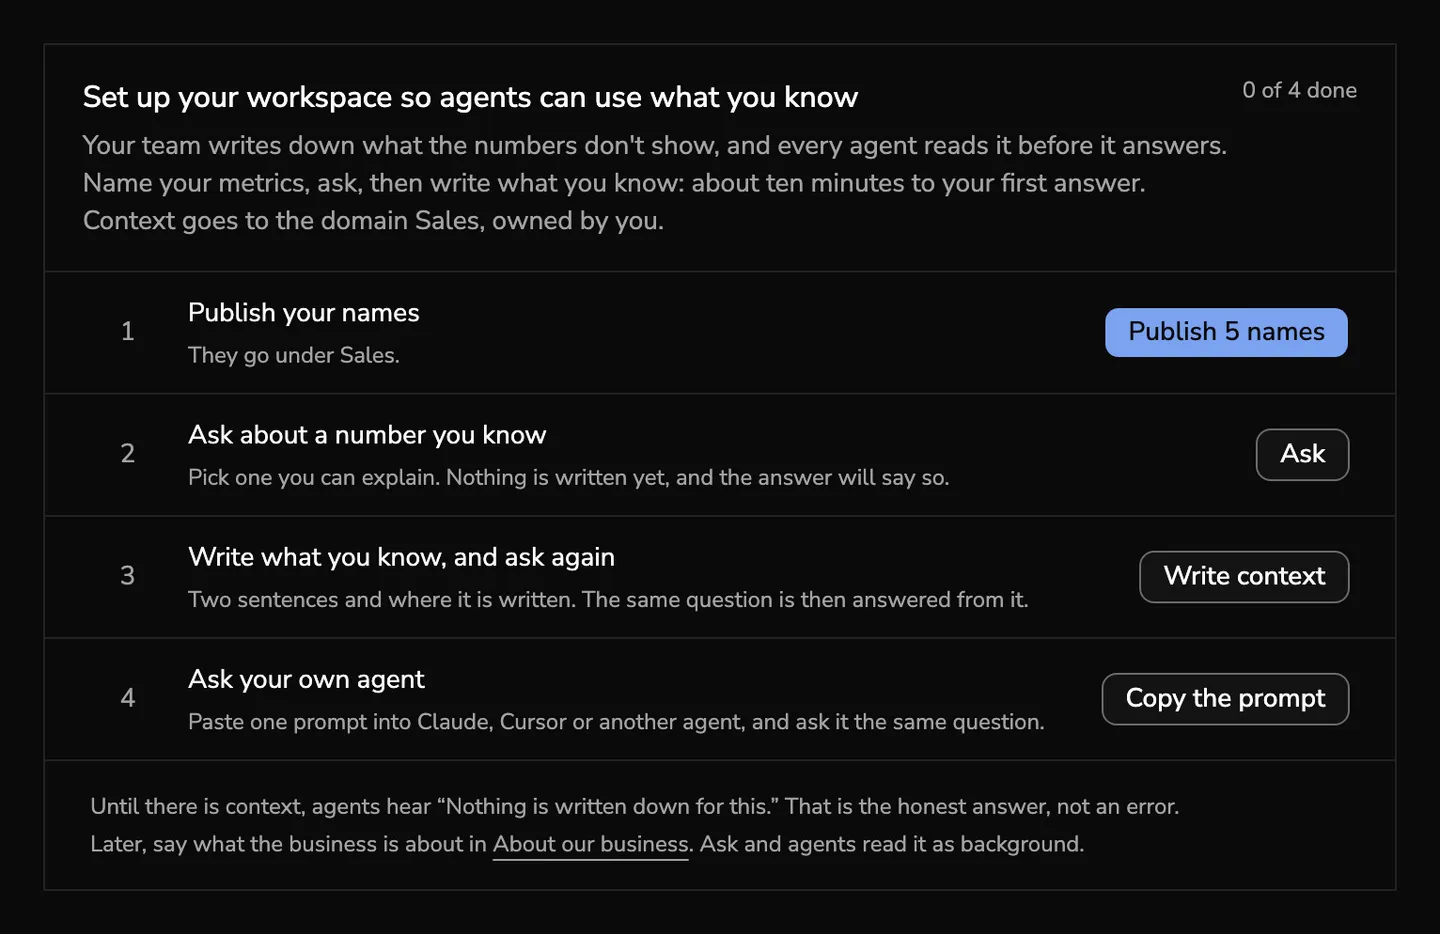 Set up your workspace so agents can use what you know
0 of 4 done
Your team writes down what the numbers don't show, and every agent reads it before it answers.
Name your metrics, ask, then write what you know: about ten minutes to your first answer.
Context goes to the domain Sales, owned by you.
1
Publish your names
They go under Sales.
Publish 5 names
2
Ask about a number you know
Pick one you can explain. Nothing is written yet, and the answer will say so.
Ask
3
Write what you know, and ask again
Two sentences and where it is written. The same question is then answered from it.
Write context
4
Ask your own agent
Paste one prompt into Claude, Cursor or another agent, and ask it the same question.
Copy the prompt
Until there is context, agents hear “Nothing is written down for this.” That is the honest answer, not an error.
Later, say what the business is about in About our business. Ask and agents read it as background.